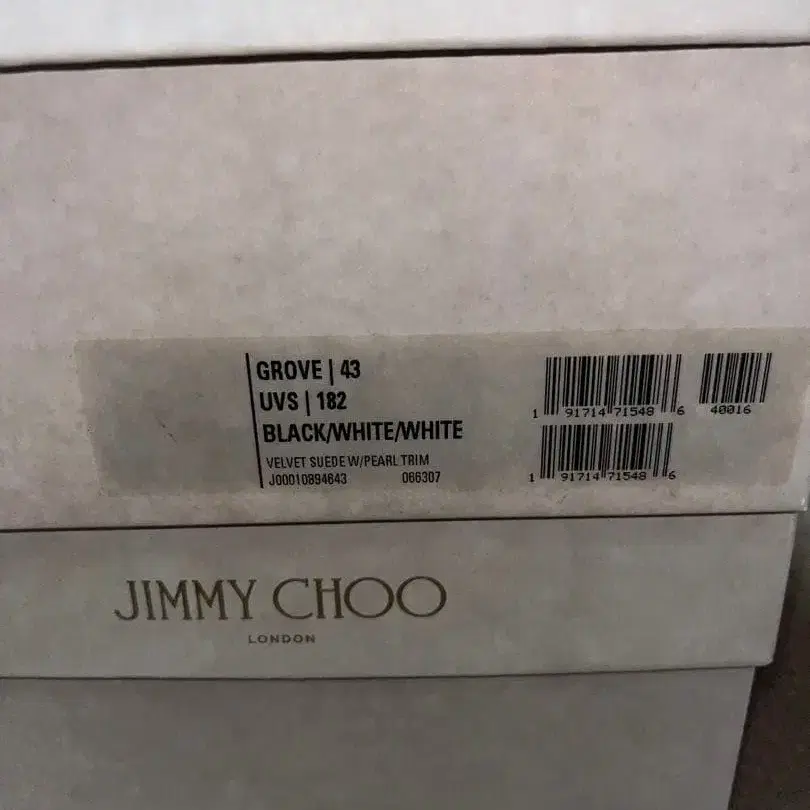 GROVE | 43
UVS | 182
BLACK/WHITE/WHITE
VELVET SUEDE W/PEARL TRIM
J00010894643 066307
1 91714 71548 6
40016
1 91714 71548 6
JIMMY CHOO
LONDON